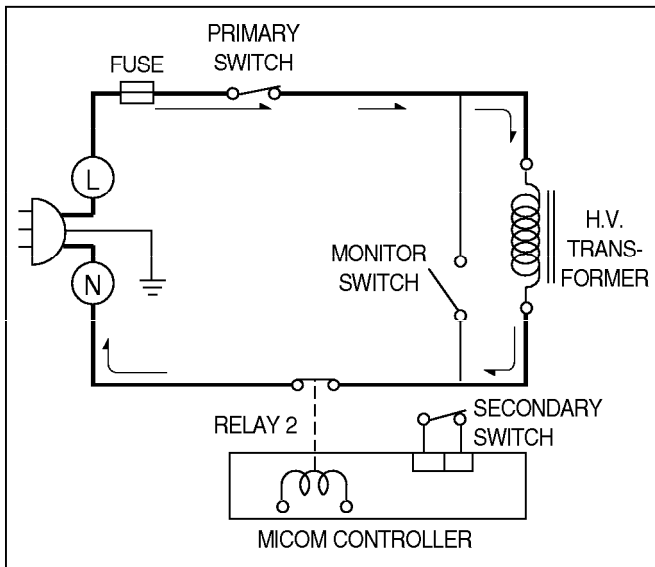 PRIMARY
SWITCH
FUSE
L
H.V.
TRANS-
FORMER
MONITOR
SWITCH
N
RELAY 2
SECONDARY
SWITCH
MICOM CONTROLLER